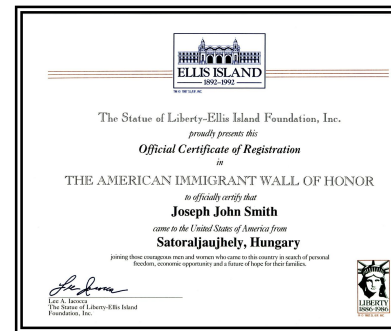 ELLIS ISLAND
1892–1992
The Statue of Liberty-Ellis Island Foundation, Inc.
proudly presents this
Official Certificate of Registration
in
THE AMERICAN IMMIGRANT WALL OF HONOR
to officially certify that
Joseph John Smith
came to the United States of America from
Satoraljaujhely, Hungary
joining those courageous men and women who came to this country in search of personal
freedom, economic opportunity and a future of hope for their families.
Lee A. Iacocca
The Statue of Liberty-Ellis Island
Foundation, Inc.
LIBERTY
1886-1986